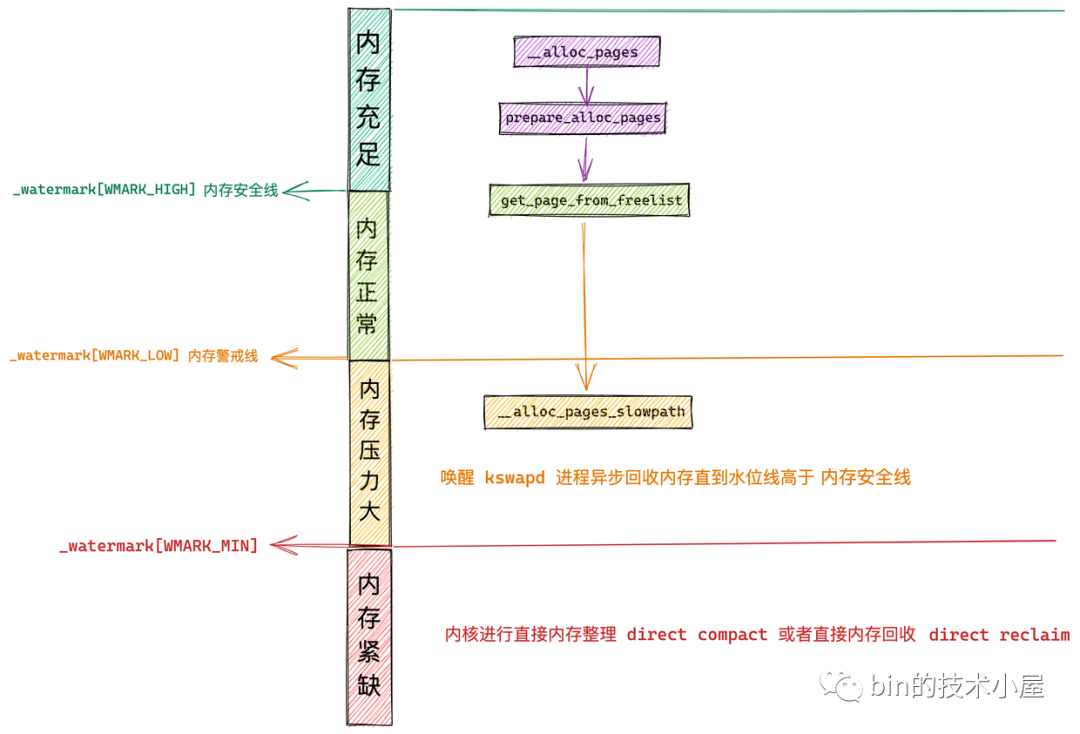 内存充足
__alloc_pages
prepare_alloc_pages
_watermark[WMARK_HIGH] 内存安全线
get_page_from_freelist
内存正常
_watermark[WMARK_LOW] 内存警戒线
内存压力大
__alloc_pages_slowpath
唤醒 kswapd 进程异步回收内存直到水位线高于 内存安全线
_watermark[WMARK_MIN]
内存紧缺
内核进行直接内存整理 direct compact 或者直接内存回收 direct reclaim
bin的技术小屋